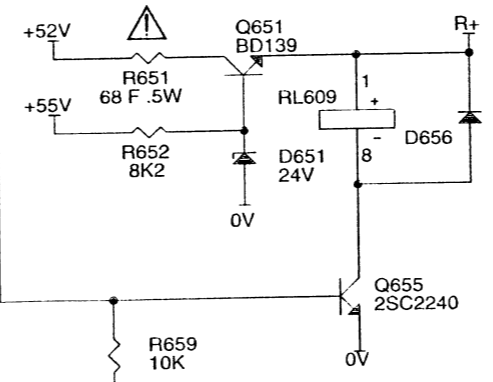 +52V
Q651
BD139
R+
R651
68 F .5W
+55V
RL609
1
+
−
8
D656
R652
8K2
D651
24V
0V
Q655
2SC2240
R659
10K
0V